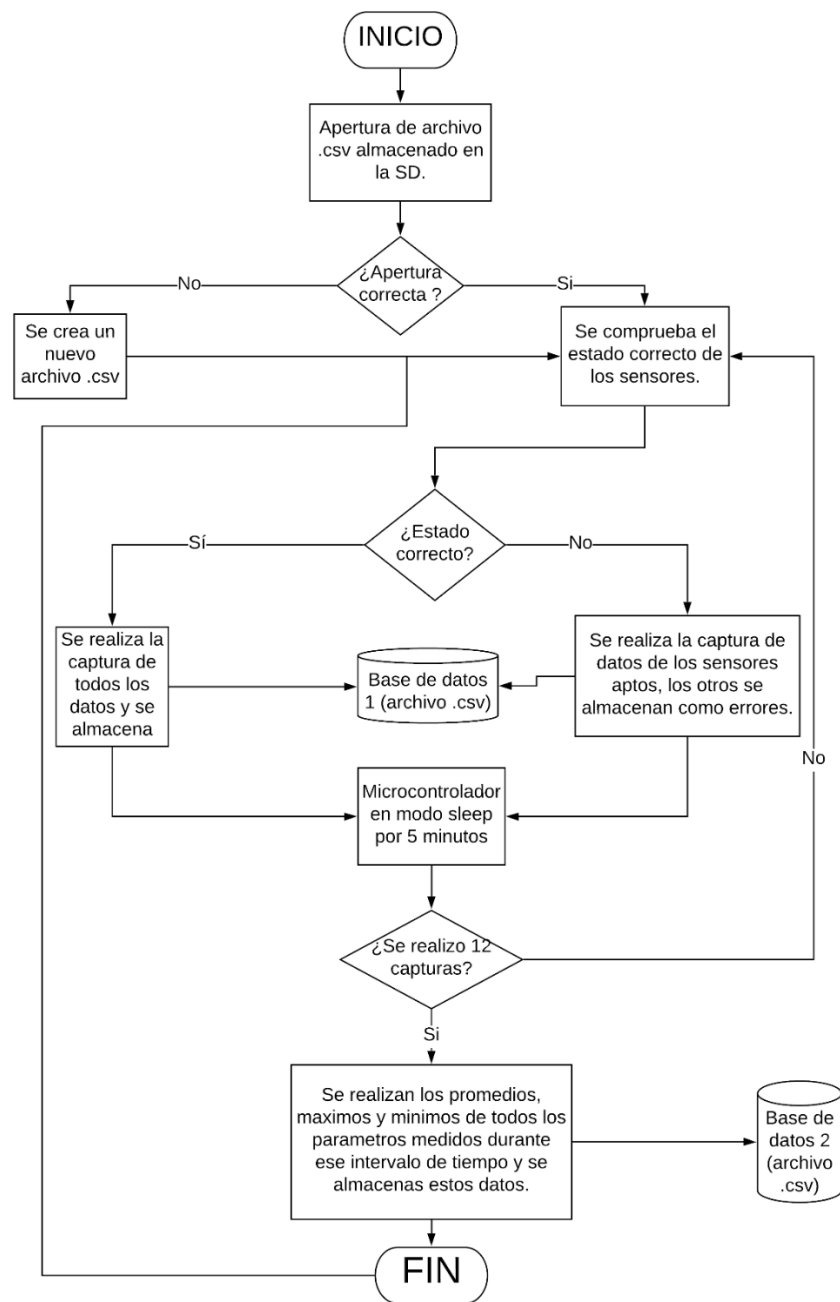 INICIO
Apertura de archivo
.csv almacenado en
la SD.
¿Apertura
correcta ?
No
Si
Se crea un
nuevo
archivo .csv
Se comprueba el
estado correcto de
los sensores.
¿Estado
correcto?
Sí
No
Se realiza la
captura de
todos los
datos y se
almacena
Base de datos
1 (archivo .csv)
Se realiza la captura de
datos de los sensores
aptos, los otros se
almacenan como errores.
No
Microcontrolador
en modo sleep
por 5 minutos
¿Se realizo 12
capturas?
Si
Se realizan los promedios,
maximos y minimos de todos los
parametros medidos durante
ese intervalo de tiempo y se
almacenas estos datos.
Base de
datos 2
(archivo
.csv)
FIN